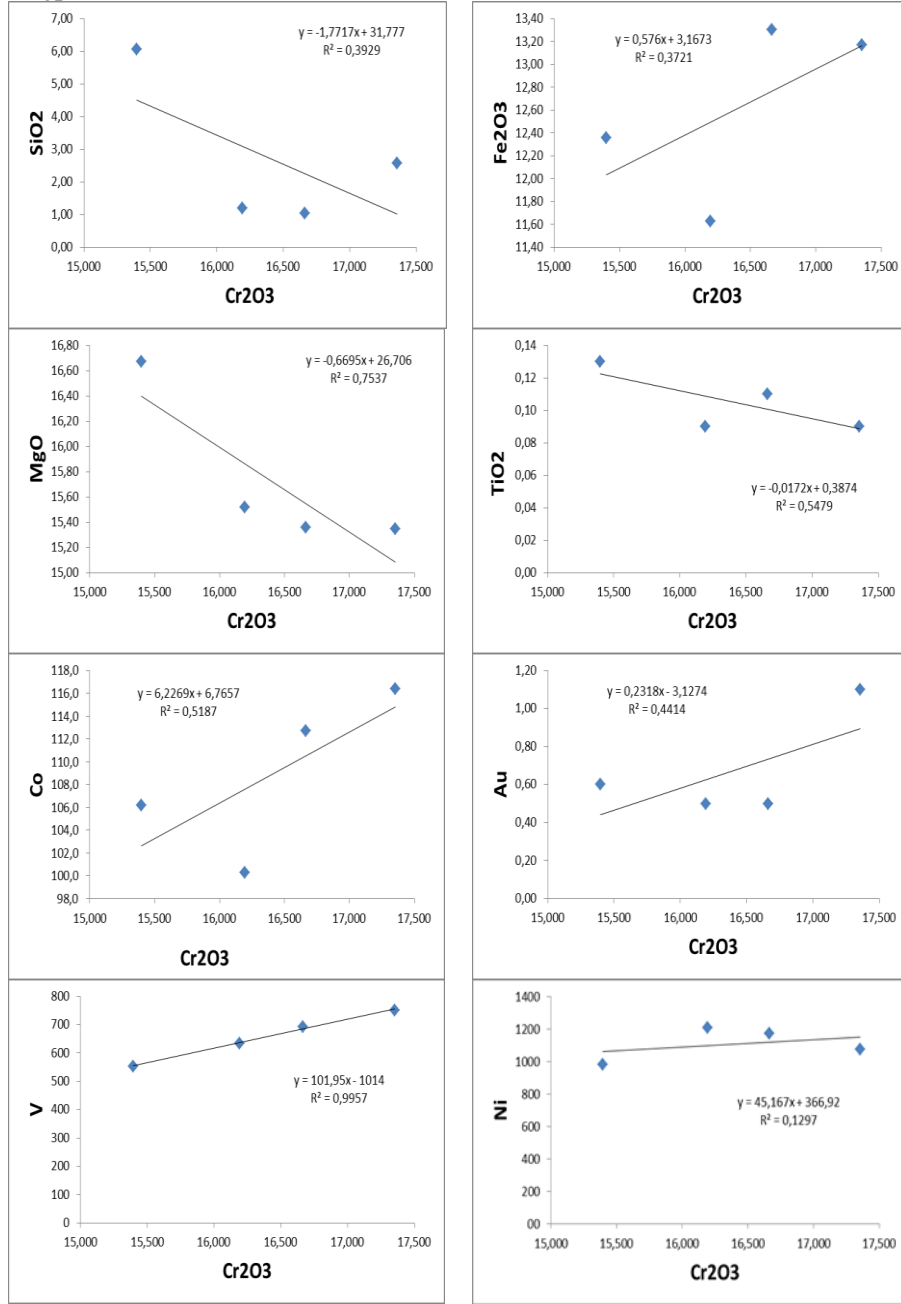 7,00
6,00
5,00
4,00
3,00
2,00
1,00
0,00
SiO2
y = -1,7717x + 31,777
R² = 0,3929
15,000 15,500 16,000 16,500 17,000 17,500
Cr2O3
13,40
13,20
13,00
12,80
12,60
12,40
12,20
12,00
11,80
11,60
11,40
Fe2O3
y = 0,576x + 3,1673
R² = 0,3721
15,000 15,500 16,000 16,500 17,000 17,500
Cr2O3
16,80
16,60
16,40
16,20
16,00
15,80
15,60
15,40
15,20
15,00
MgO
y = -0,6695x + 26,706
R² = 0,7537
15,000 15,500 16,000 16,500 17,000 17,500
Cr2O3
0,14
0,12
0,10
0,08
0,06
0,04
0,02
0,00
TiO2
y = -0,0172x + 0,3874
R² = 0,5479
15,000 15,500 16,000 16,500 17,000 17,500
Cr2O3
118,0
116,0
114,0
112,0
110,0
108,0
106,0
104,0
102,0
100,0
98,0
Co
y = 6,2269x + 6,7657
R² = 0,5187
15,000 15,500 16,000 16,500 17,000 17,500
Cr2O3
1,20
1,00
0,80
0,60
0,40
0,20
0,00
Au
y = 0,2318x - 3,1274
R² = 0,4414
15,000 15,500 16,000 16,500 17,000 17,500
Cr2O3
800
700
600
500
400
300
200
100
0
V
y = 101,95x - 1014
R² = 0,9957
15,000 15,500 16,000 16,500 17,000 17,500
Cr2O3
1400
1200
1000
800
600
400
200
00
Ni
y = 45,167x + 366,92
R² = 0,1297
15,000 15,500 16,000 16,500 17,000 17,500
Cr2O3